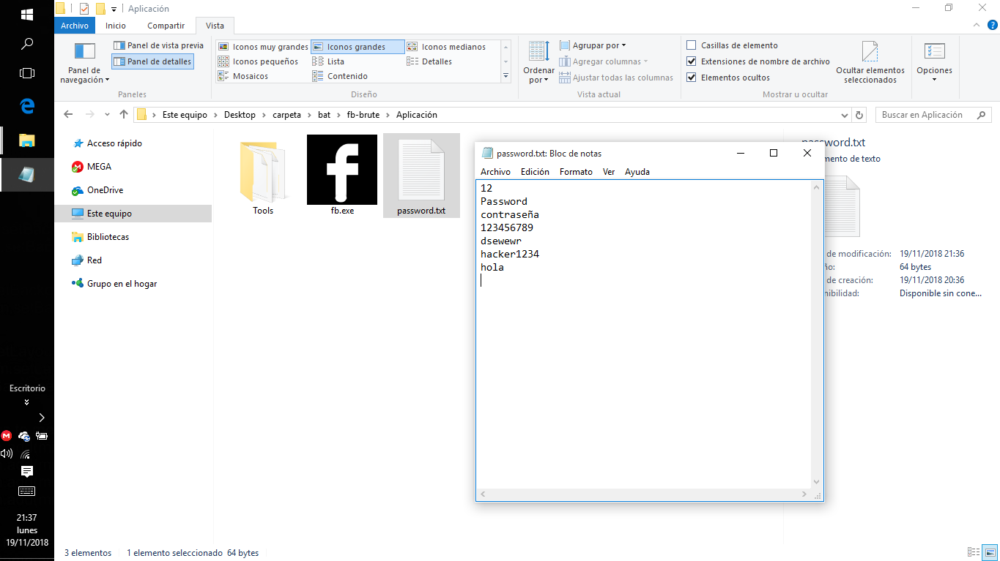 Aplicación
Archivo Inicio Compartir Vista
Panel de navegación
Panel de vista previa
Panel de detalles
Paneles
Iconos muy grandes Iconos grandes Iconos medianos
Iconos pequeños Lista Detalles
Mosaicos Contenido
Diseño
Ordenar por
Agrupar por
Agregar columnas
Ajustar todas las columnas
Vista actual
Casillas de elemento
Extensiones de nombre de archivo
Elementos ocultos
Ocultar elementos seleccionados
Mostrar u ocultar
Opciones
Este equipo > Desktop > carpeta > bat > fb-brute > Aplicación
Buscar en Aplicación
Acceso rápido
MEGA
OneDrive
Este equipo
Bibliotecas
Red
Grupo en el hogar
Tools
fb.exe
password.txt
password.txt: Bloc de notas
Archivo Edición Formato Ver Ayuda
12
Password
contraseña
123456789
dsewewr
hacker1234
hola
password.txt
mento de texto
de modificación: 19/11/2018 21:36
ño: 64 bytes
de creación: 19/11/2018 20:36
nibilidad: Disponible sin cone...
Escritorio
21:37
lunes
19/11/2018
3 elementos 1 elemento seleccionado 64 bytes